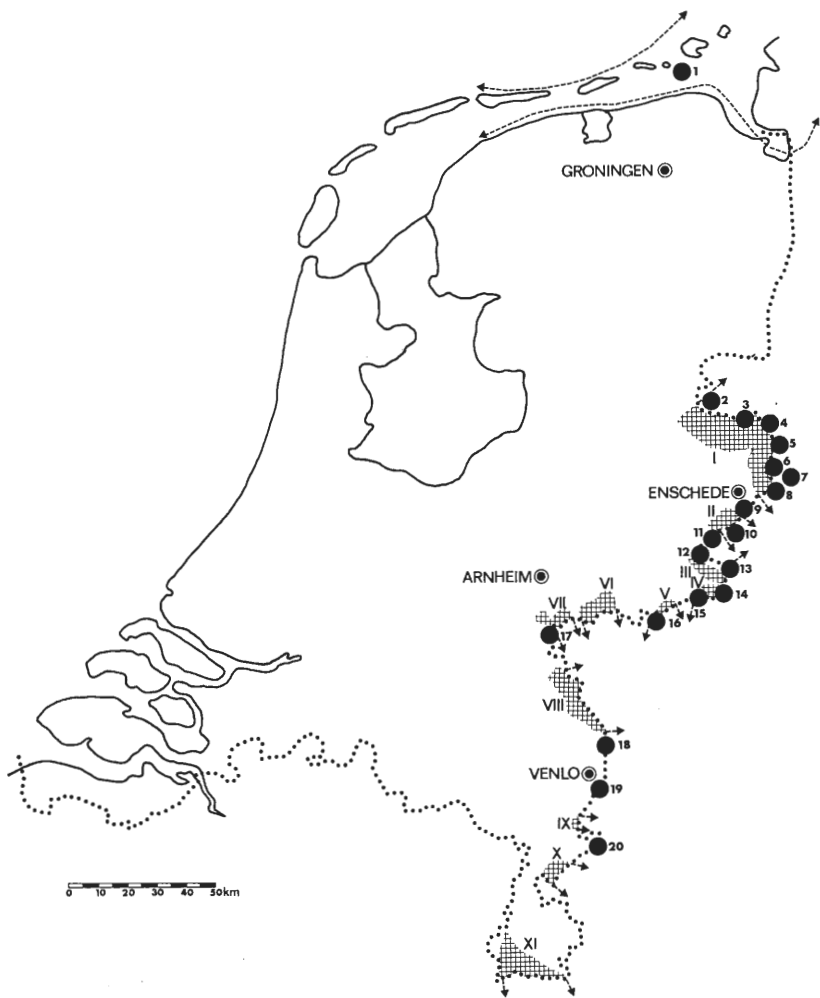 1
GRONINGEN
2
3
4
5
I
6
7
ENSCHEDE
8
9
II
10
11
12
13
III
IV
14
15
ARNHEIM
VI
V
VII
16
17
VIII
18
VENLO
19
IX
20
X
0 10 20 30 40 50km
XI